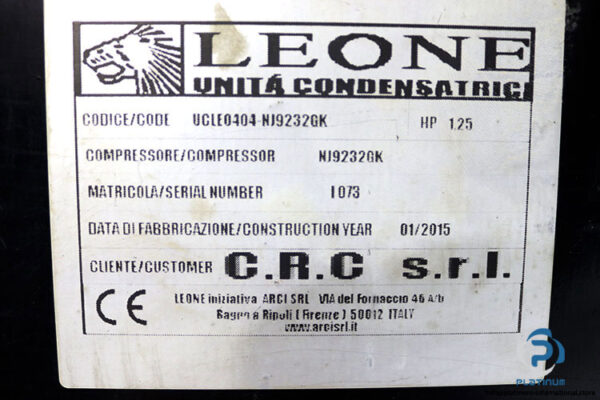 LEONE
UNITÁ CONDENSATRICI
CODICE/CODE UCLE0404-NJ9232GK HP 1.25
COMPRESSORE/COMPRESSOR NJ9232GK
MATRICOLA/SERIAL NUMBER I 073
DATA DI FABBRICAZIONE/CONSTRUCTION YEAR 01/2015
CLIENTE/CUSTOMER C.R.C s.r.l.
CE LEONE iniziativa ARCI SRL VIA del Fornaccio 46 A/b
Bagno a Ripoli ( Firenze ) 50012 ITALY
www.arcisrl.it
PLATINUM